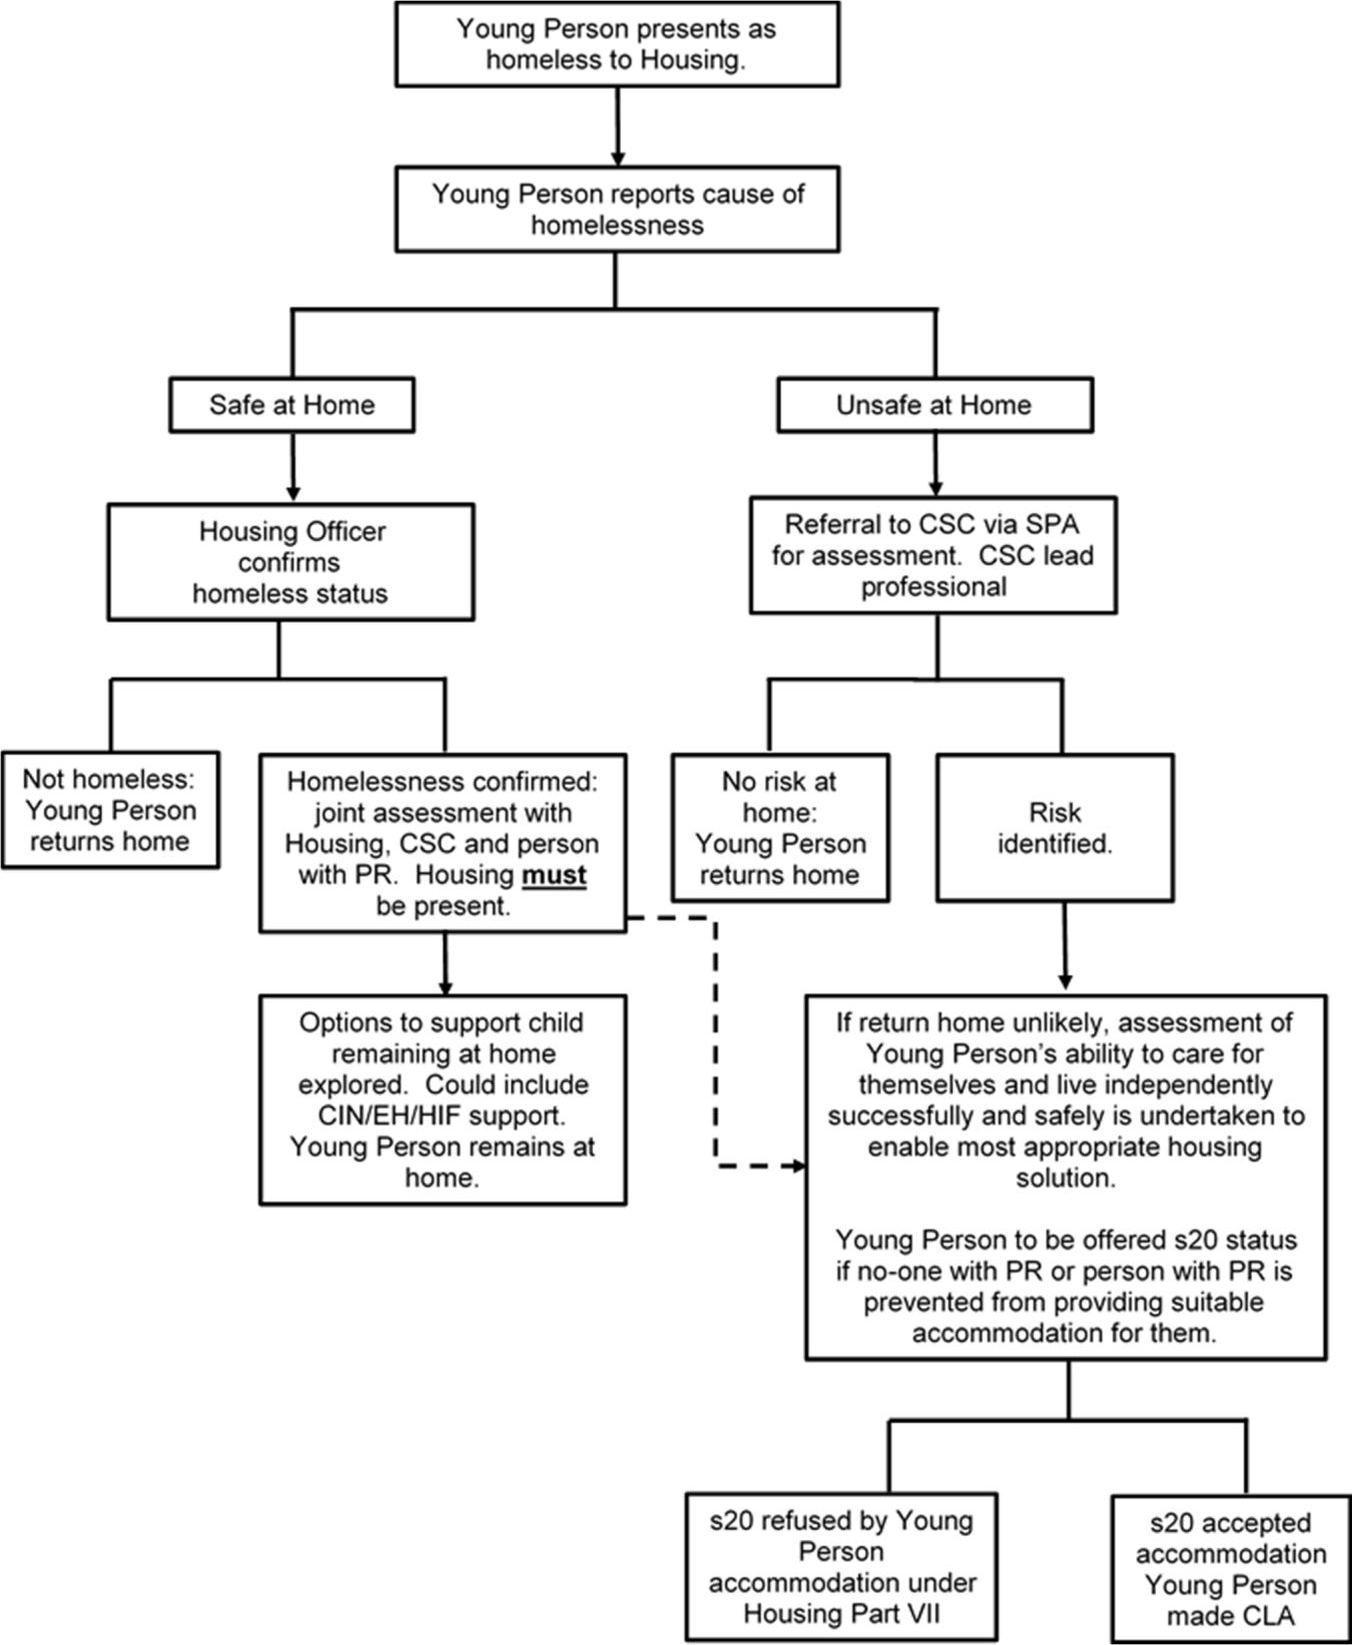 Young Person presents as
homeless to Housing.
Young Person reports cause of
homelessness
Safe at Home
Unsafe at Home
Housing Officer
confirms
homeless status
Referral to CSC via SPA
for assessment.  CSC lead
professional
Not homeless:
Young Person
returns home
Homelessness confirmed:
joint assessment with
Housing, CSC and person
with PR.  Housing must
be present.
No risk at
home:
Young Person
returns home
Risk
identified.
Options to support child
remaining at home
explored.  Could include
CIN/EH/HIF support.
Young Person remains at
home.
If return home unlikely, assessment of
Young Person’s ability to care for
themselves and live independently
successfully and safely is undertaken to
enable most appropriate housing
solution.
Young Person to be offered s20 status
if no-one with PR or person with PR is
prevented from providing suitable
accommodation for them.
s20 refused by Young
Person
accommodation under
Housing Part VII
s20 accepted
accommodation
Young Person
made CLA